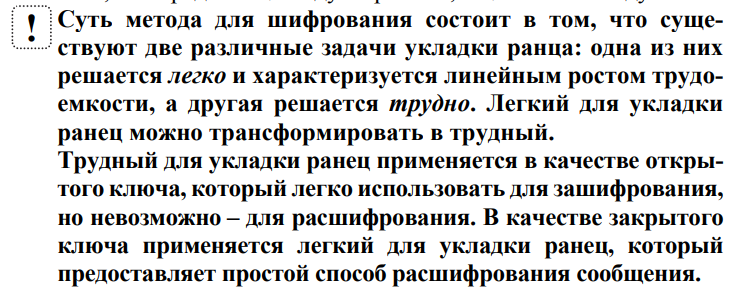 ! Суть метода для шифрования состоит в том, что суще-
ствуют две различные задачи укладки ранца: одна из них
решается легко и характеризуется линейным ростом трудо-
емкости, а другая решается трудно. Легкий для укладки
ранец можно трансформировать в трудный.
Трудный для укладки ранец применяется в качестве откры-
того ключа, который легко использовать для зашифрования,
но невозможно – для расшифрования. В качестве закрытого
ключа применяется легкий для укладки ранец, который
предоставляет простой способ расшифрования сообщения.